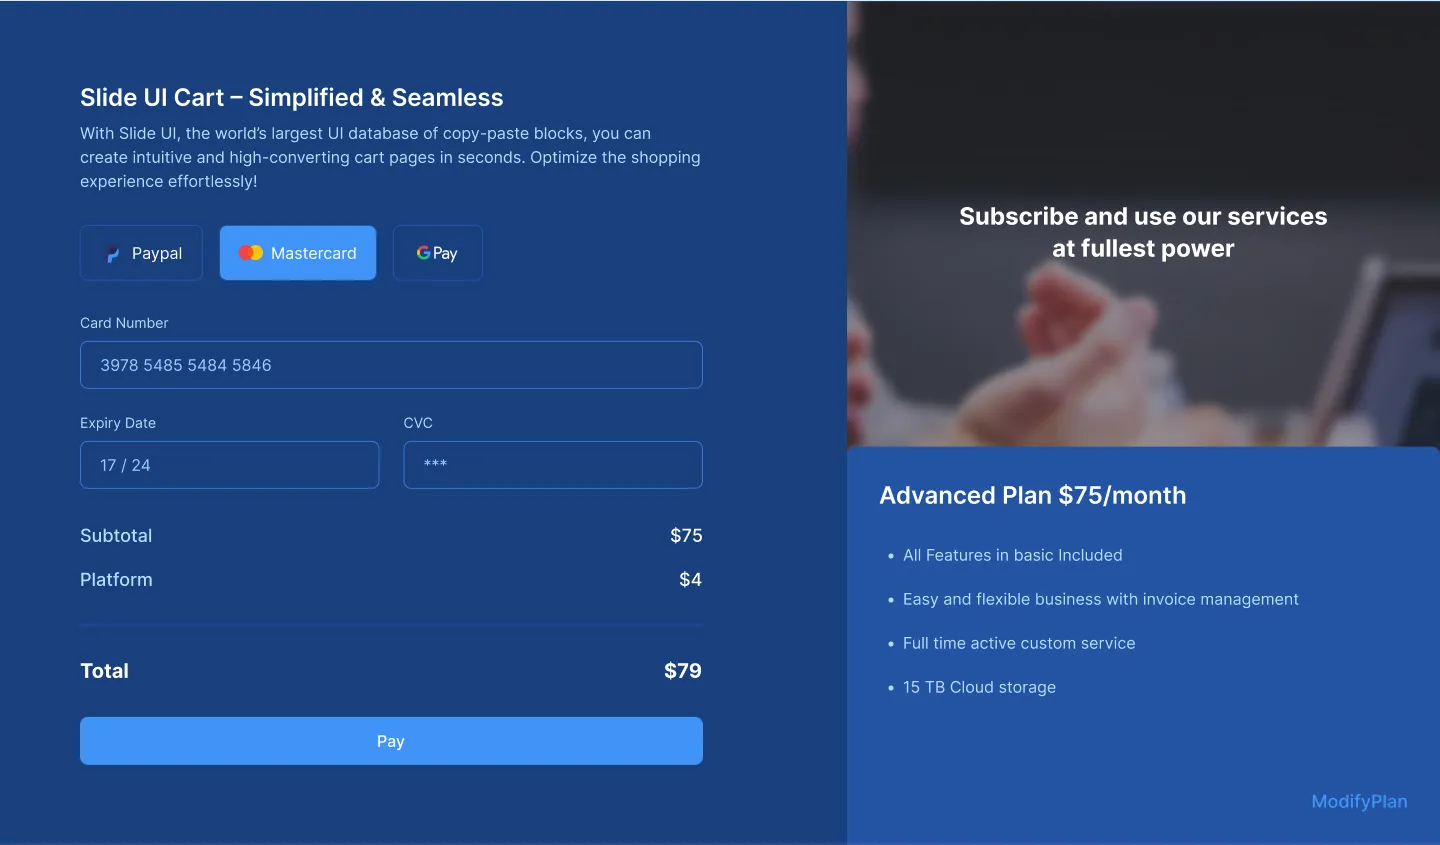 Slide UI Cart – Simplified & Seamless
With Slide UI, the world’s largest UI database of copy-paste blocks, you can
create intuitive and high-converting cart pages in seconds. Optimize the shopping
experience effortlessly!
Paypal
Mastercard
G Pay
Card Number
3978 5485 5484 5846
Expiry Date
CVC
17 / 24
***
Subtotal
$75
Platform
$4
Total
$79
Pay
Subscribe and use our services
at fullest power
Advanced Plan $75/month
• All Features in basic Included
• Easy and flexible business with invoice management
• Full time active custom service
• 15 TB Cloud storage
ModifyPlan